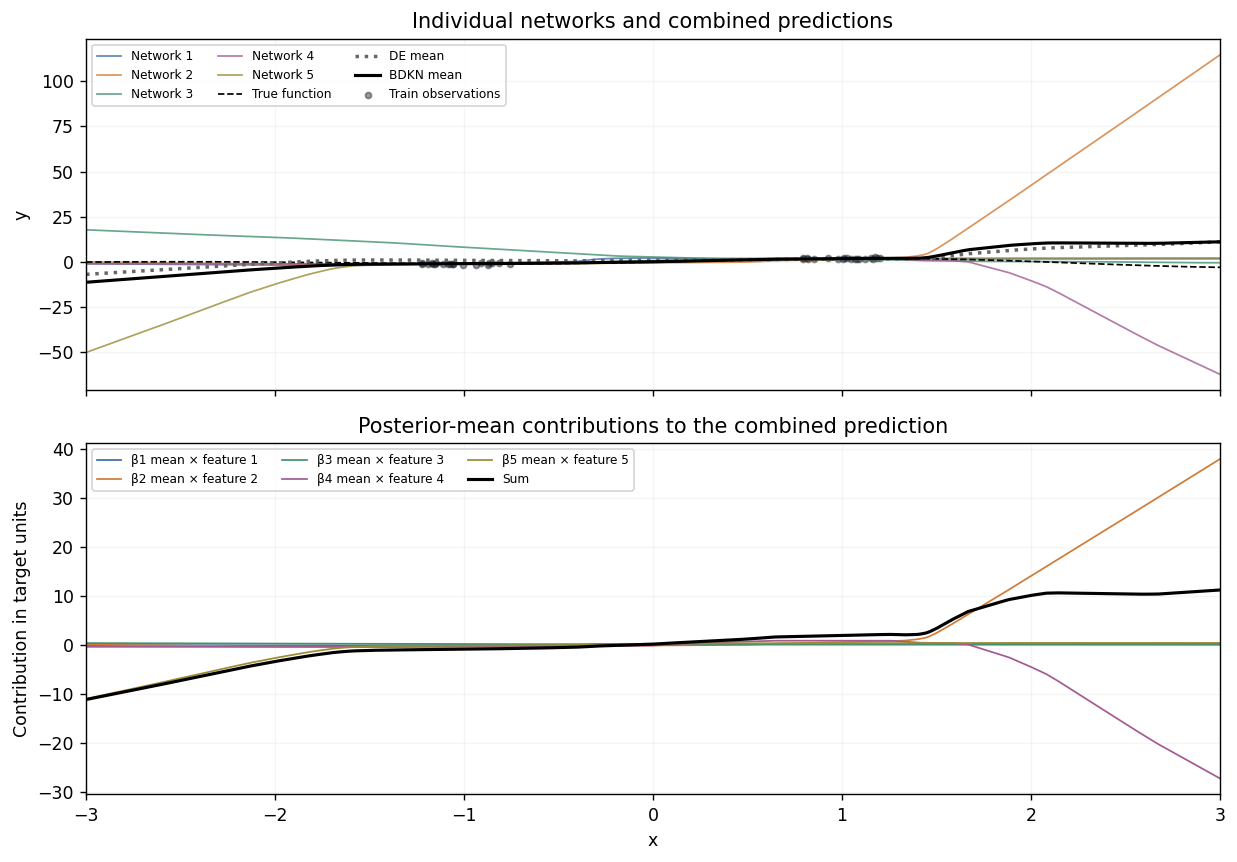 Individual networks and combined predictions
Network 1 Network 4 DE mean
Network 2 Network 5 BDKN mean
Network 3 True function Train observations
100
75
50
25
0
−25
−50
y
Posterior-mean contributions to the combined prediction
β1 mean × feature 1 β3 mean × feature 3 β5 mean × feature 5
β2 mean × feature 2 β4 mean × feature 4 Sum
40
30
20
10
0
−10
−20
−30
Contribution in target units
−3 −2 −1 0 1 2 3
x